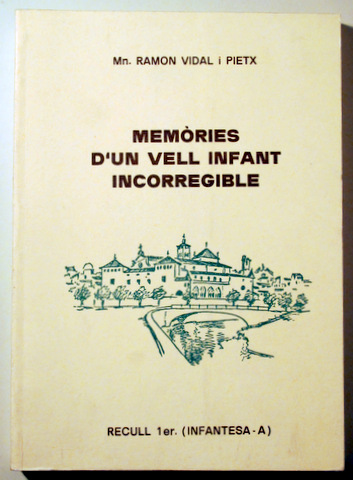 Mn. RAMON VIDAL i PIETX
MEMÒRIES
D'UN VELL INFANT
INCORREGIBLE
RECULL 1er. (INFANTESA-A)